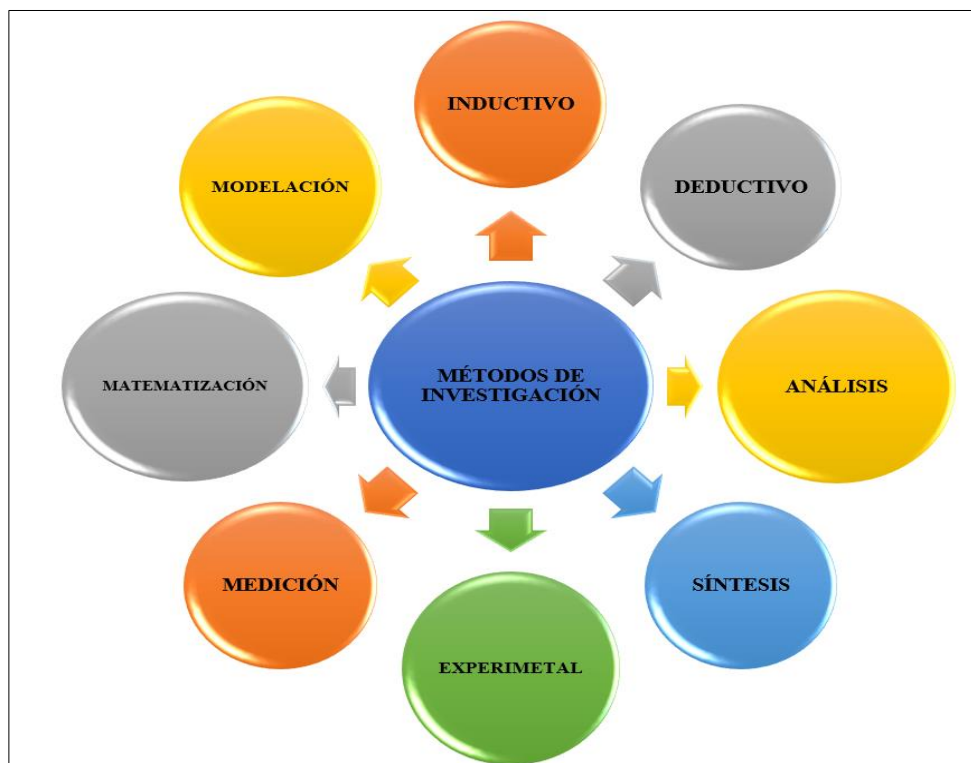 INDUCTIVO
DEDUCTIVO
MODELACIÓN
MÉTODOS DE
INVESTIGACIÓN
MATEMATIZACIÓN
ANÁLISIS
MEDICIÓN
SÍNTESIS
EXPERIMETAL